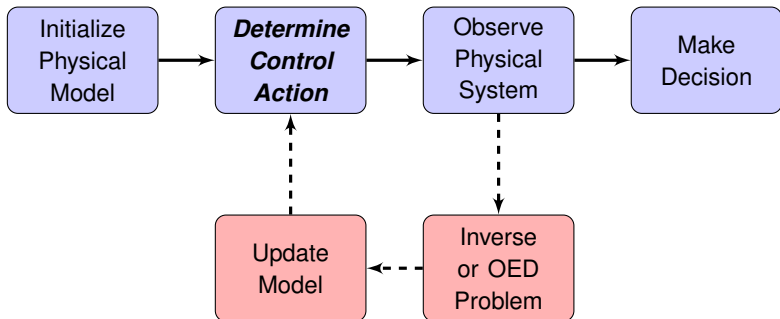 Initialize
Physical
Model
Determine
Control
Action
Observe
Physical
System
Make
Decision
Update
Model
Inverse
or OED
Problem